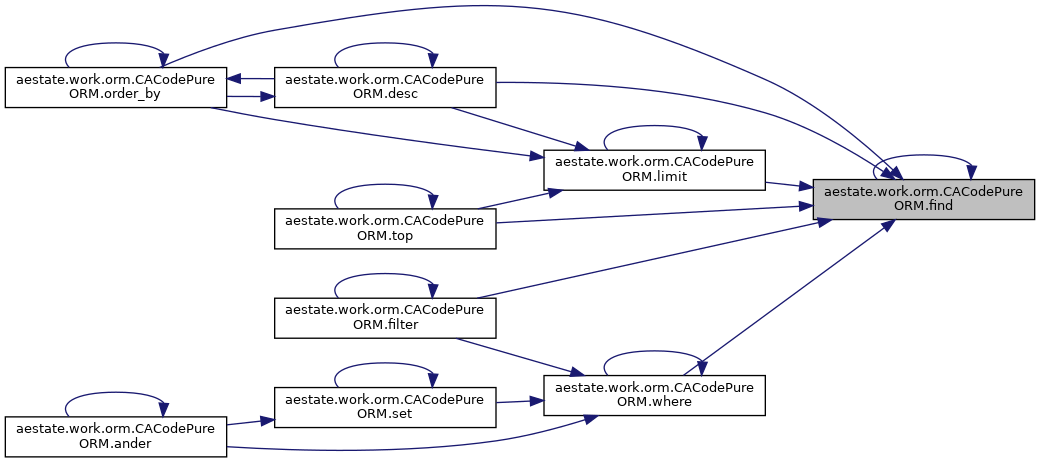 aestate.work.orm.CACodePure
ORM.order_by
aestate.work.orm.CACodePure
ORM.desc
aestate.work.orm.CACodePure
ORM.limit
aestate.work.orm.CACodePure
ORM.find
aestate.work.orm.CACodePure
ORM.top
aestate.work.orm.CACodePure
ORM.filter
aestate.work.orm.CACodePure
ORM.where
aestate.work.orm.CACodePure
ORM.set
aestate.work.orm.CACodePure
ORM.ander